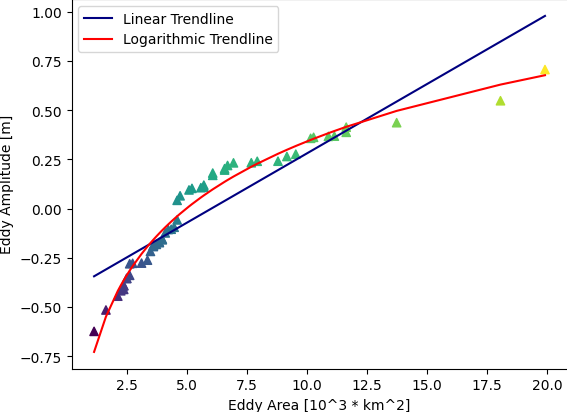 Linear Trendline
Logarithmic Trendline
1.00
0.75
0.50
0.25
0.00
−0.25
−0.50
−0.75
Eddy Amplitude [m]
2.5 5.0 7.5 10.0 12.5 15.0 17.5 20.0
Eddy Area [10^3 * km^2]